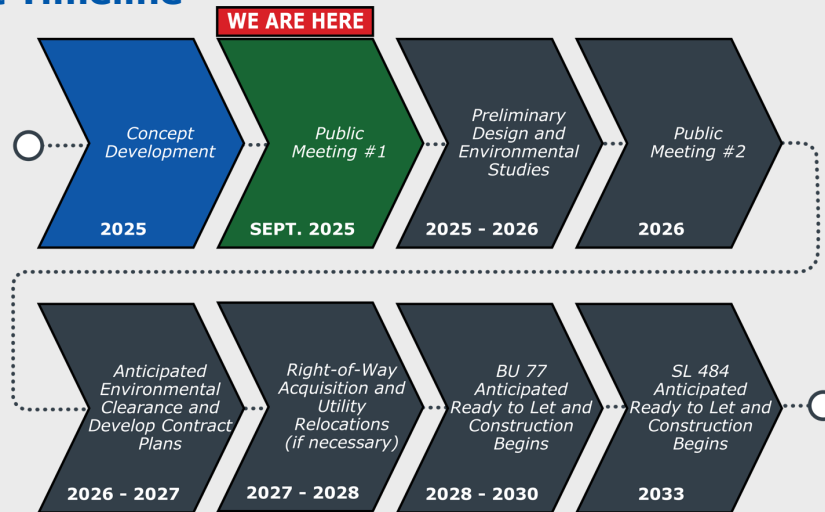 Timeline
WE ARE HERE
Concept
Development
2025
Public
Meeting #1
SEPT. 2025
Preliminary
Design and
Environmental
Studies
2025 - 2026
Public
Meeting #2
2026
Anticipated
Environmental
Clearance and
Develop Contract
Plans
2026 - 2027
Right-of-Way
Acquisition and
Utility
Relocations
(if necessary)
2027 - 2028
BU 77
Anticipated
Ready to Let and
Construction
Begins
2028 - 2030
SL 484
Anticipated
Ready to Let and
Construction
Begins
2033